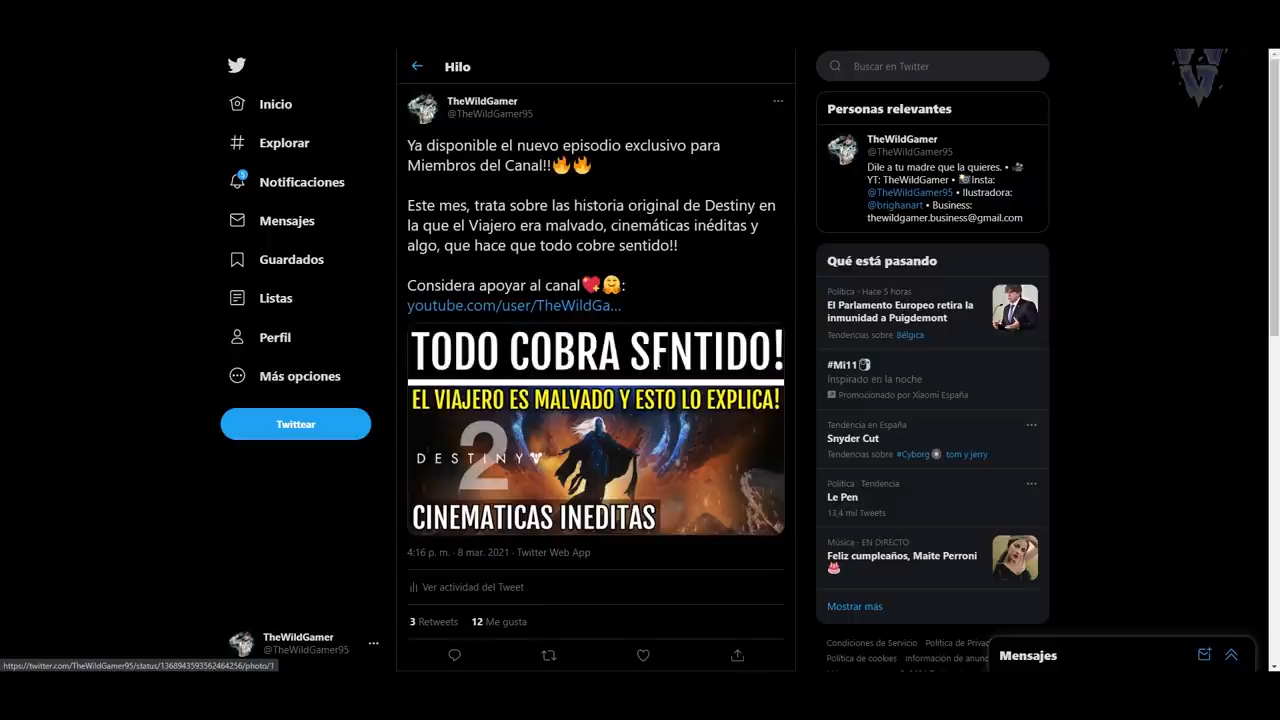 Inicio
Explorar
5
Notificaciones
Mensajes
Guardados
Listas
Perfil
Más opciones
Twittear
TheWildGamer
@TheWildGamer95
https://twitter.com/TheWildGamer95/status/1368943593562464256/photo/1
Hilo
TheWildGamer
@TheWildGamer95
Ya disponible el nuevo episodio exclusivo para
Miembros del Canal!!🔥🔥
Este mes, trata sobre las historia original de Destiny en
la que el Viajero era malvado, cinemáticas inéditas y
algo, que hace que todo cobre sentido!!
Considera apoyar al canal💖🤗:
youtube.com/user/TheWildGa...
TODO COBRA SENTIDO!
EL VIAJERO ES MALVADO Y ESTO LO EXPLICA!
2
DESTINY
CINEMATICAS INEDITAS
4:16 p. m. · 8 mar. 2021 · Twitter Web App
Ver actividad del Tweet
3 Retweets 12 Me gusta
Buscar en Twitter
Personas relevantes
TheWildGamer
@TheWildGamer95
Dile a tu madre que la quieres. • 🎥
YT: TheWildGamer • 📸Insta:
@TheWildGamer95 • Ilustradora:
@brighanart • Business:
thewildgamer.business@gmail.com
Qué está pasando
Política · Hace 5 horas
El Parlamento Europeo retira la
inmunidad a Puigdemont
Tendencias sobre Bélgica
#Mi11
Inspirado en la noche
Promocionado por Xiaomi España
Tendencia en España
Snyder Cut
Tendencias sobre #Cyborg tom y jerry
Política · Tendencia
Le Pen
13,4 mil Tweets
Música · EN DIRECTO
Feliz cumpleaños, Maite Perroni
🎂
Mostrar más
Condiciones de Servicio Política de Privac
Política de cookies Información de anunc
Mensajes